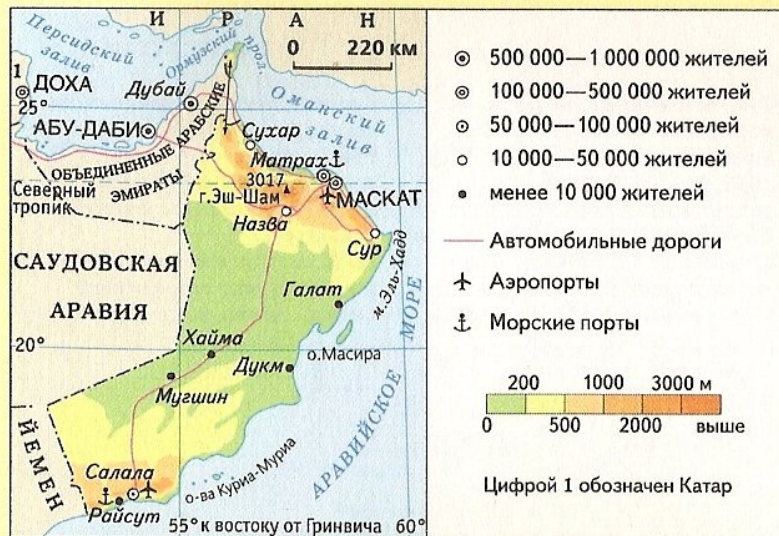 И Р А Н
Персидский
залив
Ормузский
прол.
0 220 км
1
ДОХА
25°
Дубай
Оманский
залив
АБУ-ДАБИ
ОБЪЕДИНЕННЫЕ АРАБСКИЕ
ЭМИРАТЫ
Сухар
Матрах
3017
г.Эш-Шам
МАСКАТ
Северный
тропик
Назва
Сур
САУДОВСКАЯ
АРАВИЯ
м.Эль-Хадд
Галат
20°
Хайма
о.Масира
Дукм
Мугшин
АРАВИЙСКОЕ МОРЕ
ЙЕМЕН
Салала
Райсут
о-ва Куриа-Муриа
55° к востоку от Гринвича
60°
500 000—1 000 000 жителей
100 000—500 000 жителей
50 000—100 000 жителей
10 000—50 000 жителей
менее 10 000 жителей
Автомобильные дороги
Аэропорты
Морские порты
200 1000 3000 м
0 500 2000 выше
Цифрой 1 обозначен Катар